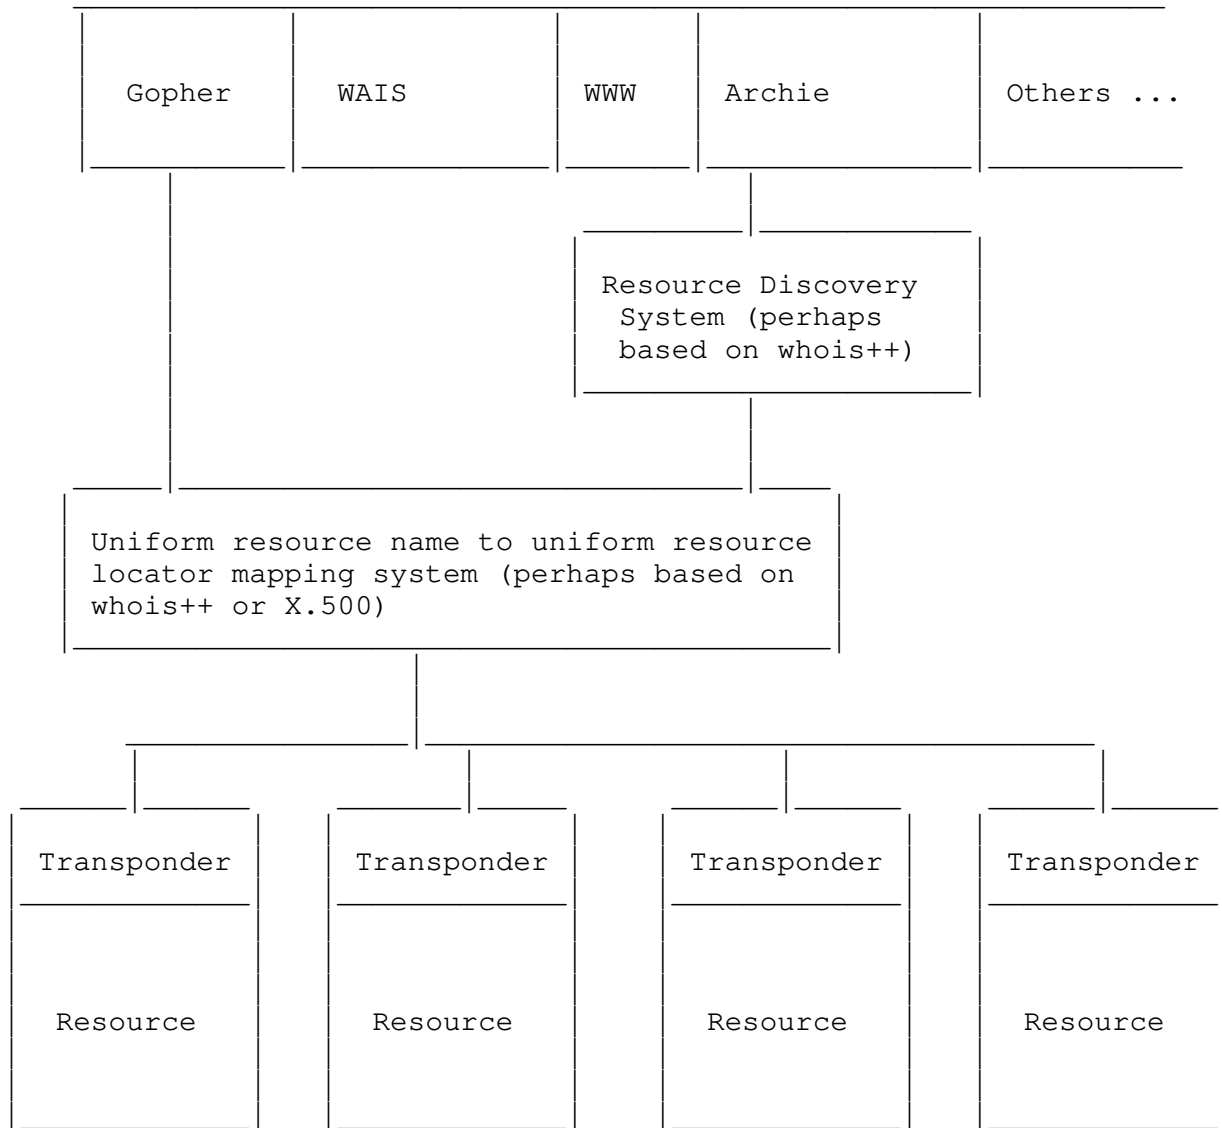 Gopher WAIS WWW Archie Others ...
Resource Discovery
System (perhaps
based on whois++)
Uniform resource name to uniform resource
locator mapping system (perhaps based on
whois++ or X.500)
Transponder Transponder Transponder Transponder
Resource Resource Resource Resource